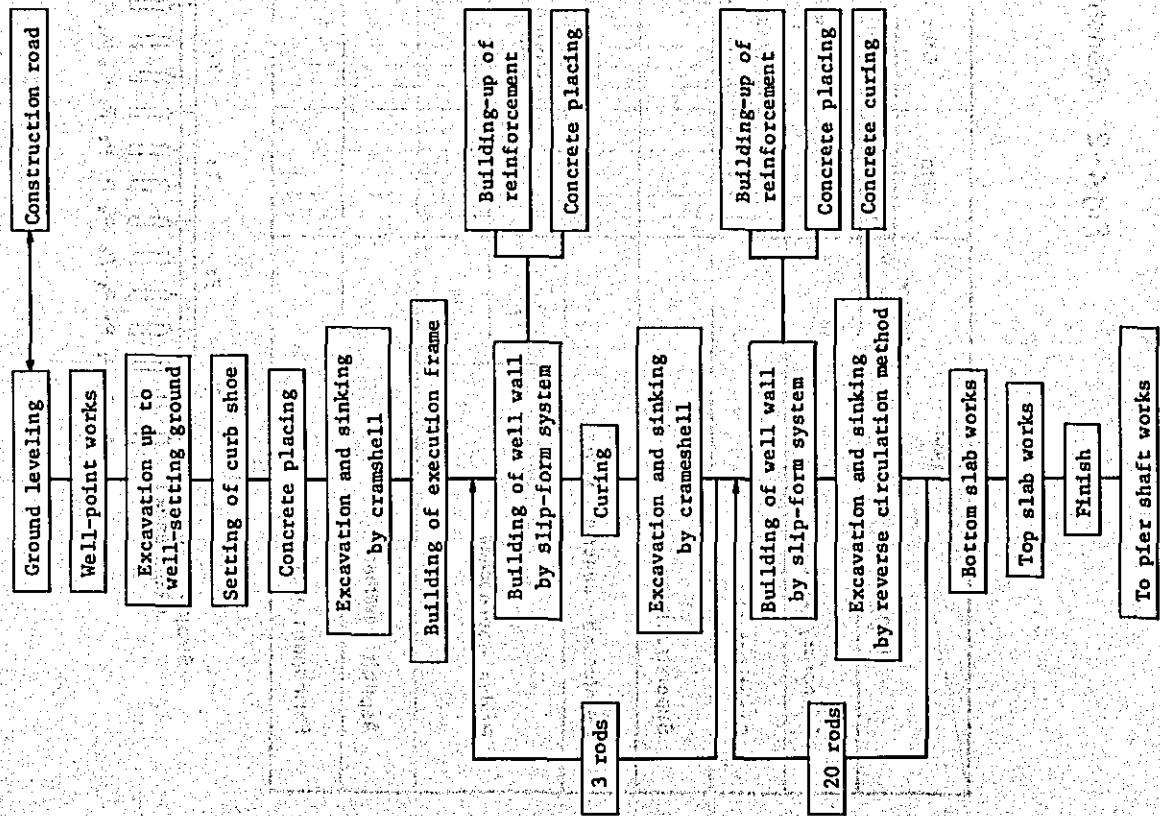 Construction road
Ground leveling
Well-point works
Excavation up to
well-setting ground
Setting of curb shoe
Concrete placing
Excavation and sinking
by cramshell
Building of execution frame
Building of well wall
by slip-form system
Building-up of
reinforcement
Concrete placing
Curing
3 rods
Excavation and sinking
by crameshell
Building of well wall
by slip-form system
Building-up of
reinforcement
Concrete placing
Excavation and sinking
by reverse circulation method
Concrete curing
20 rods
Bottom slab works
Top slab works
Finish
To pier shaft works